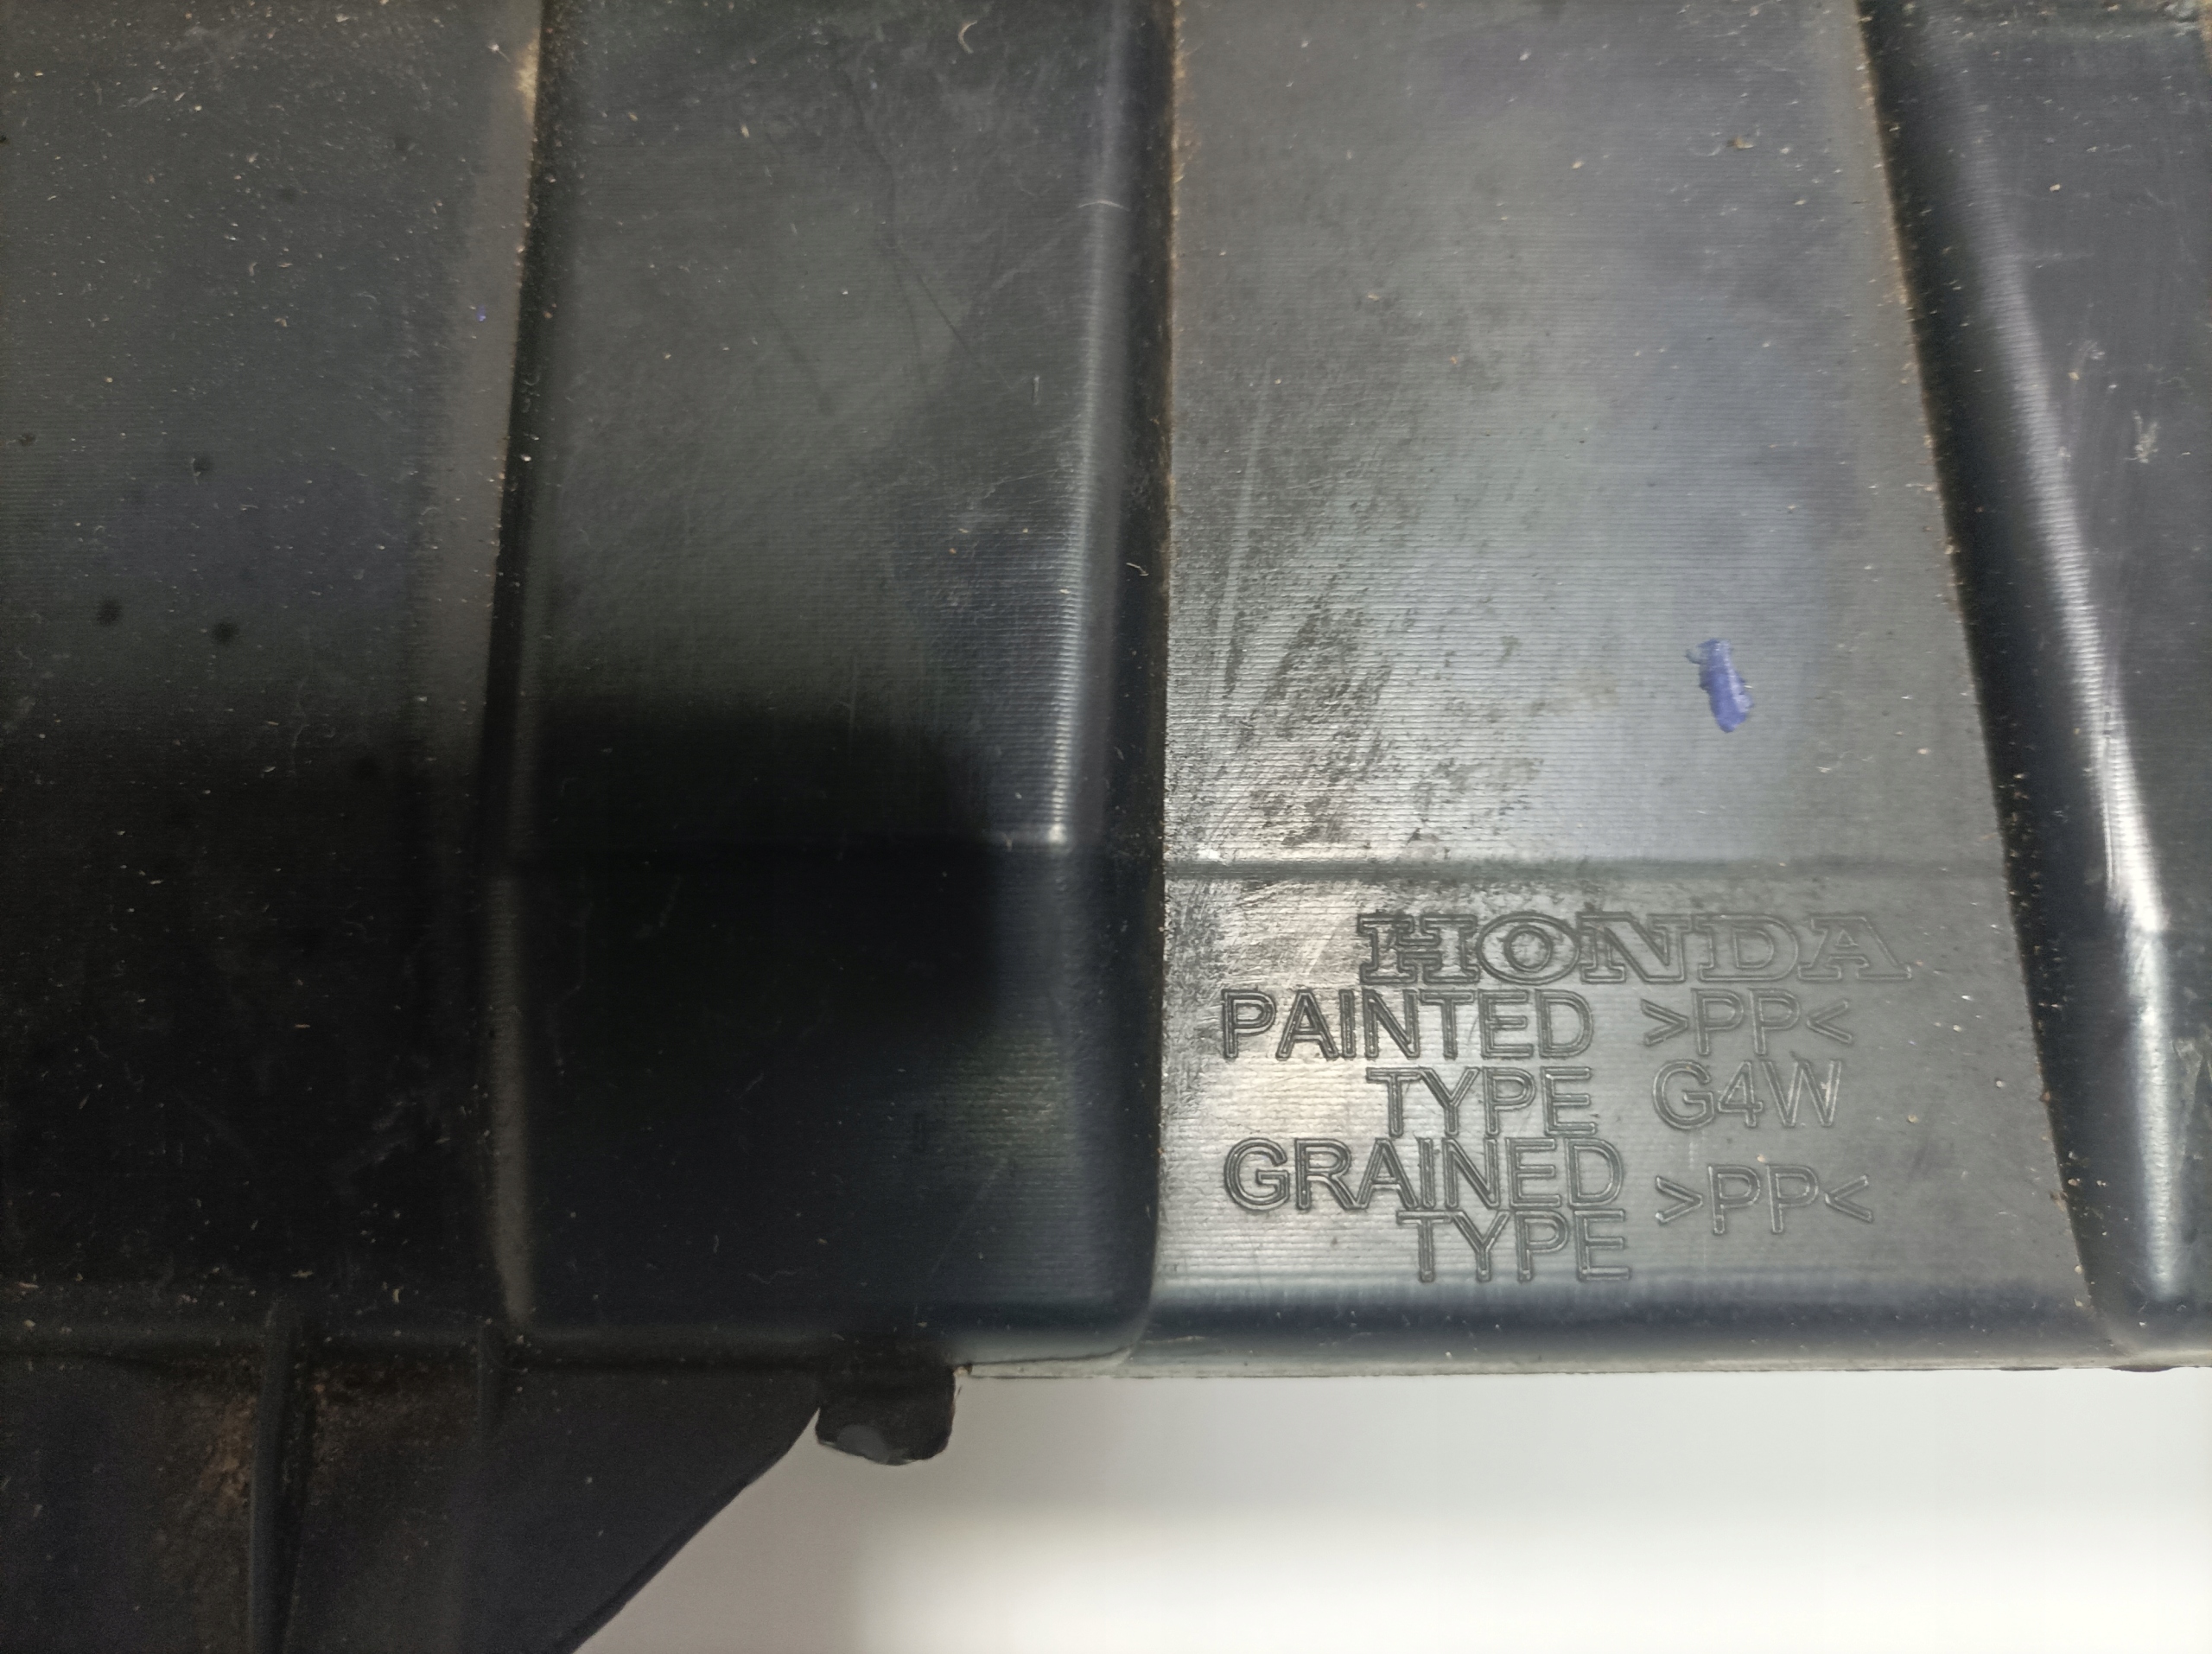 HONDA
PAINTED >PP<
TYPE G4W
GRAINED >PP<
TYPE